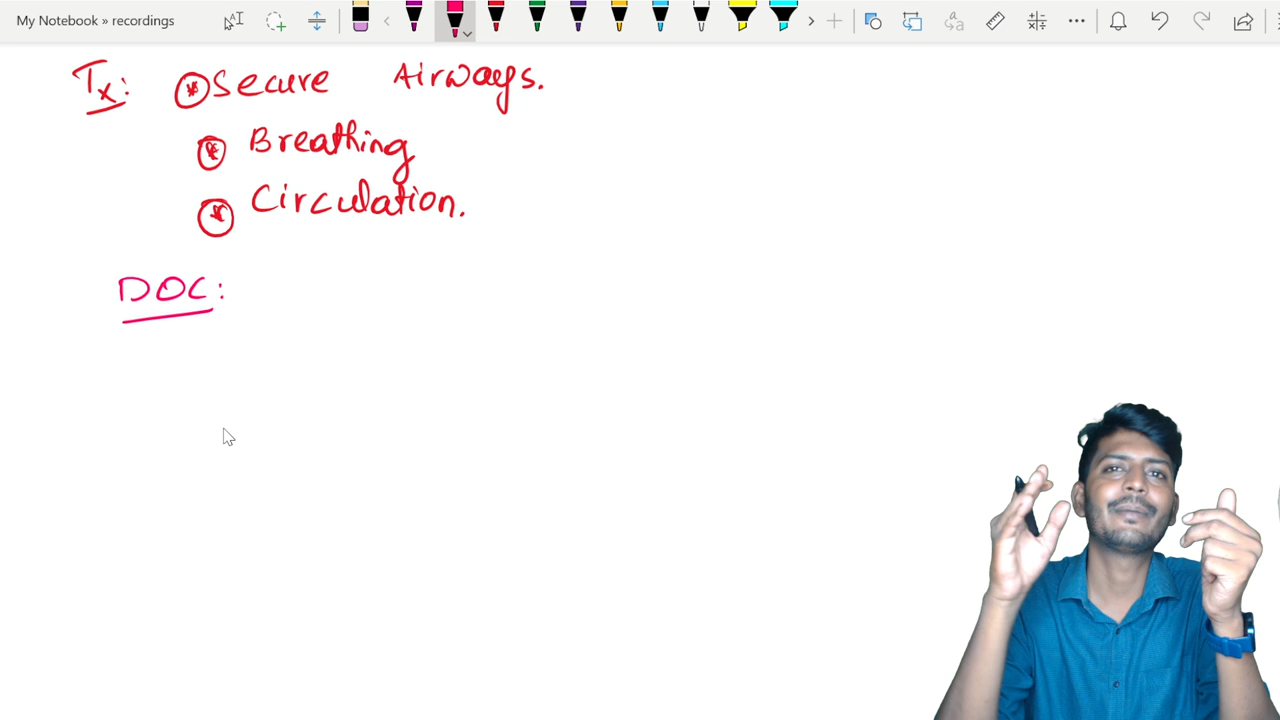 My Notebook » recordings
Tx: Secure Airways.
Breathing
Circulation.
DOC: